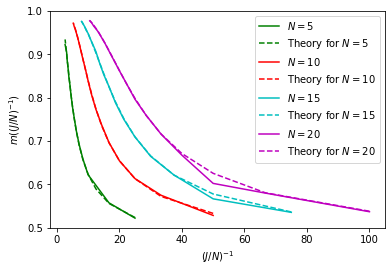 1.0
0.9
0.8
0.7
0.6
0.5
m((J/N)⁻¹)
0
20
40
60
80
100
(J/N)⁻¹
N = 5
Theory for N = 5
N = 10
Theory for N = 10
N = 15
Theory for N = 15
N = 20
Theory for N = 20